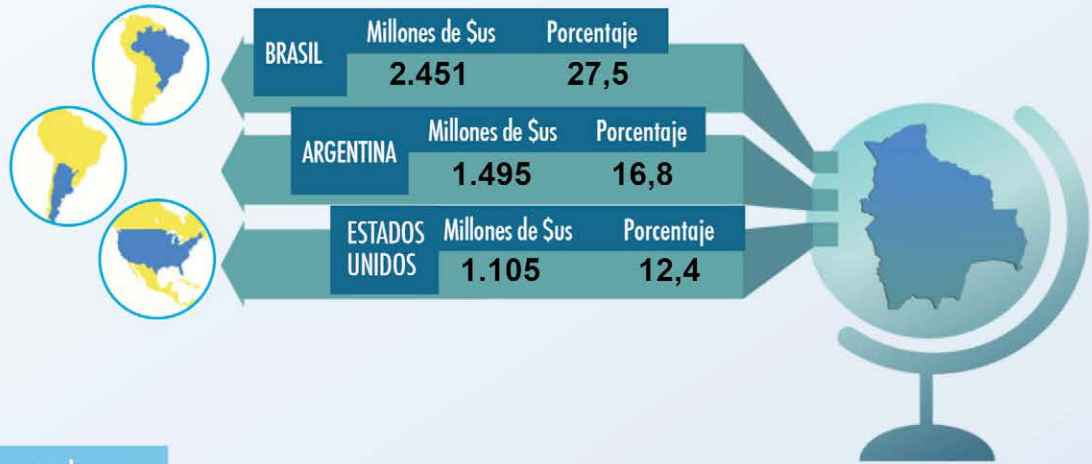 BRASIL
Millones de $us Porcentaje
2.451 27,5
ARGENTINA
Millones de $us Porcentaje
1.495 16,8
ESTADOS
UNIDOS
Millones de $us Porcentaje
1.105 12,4